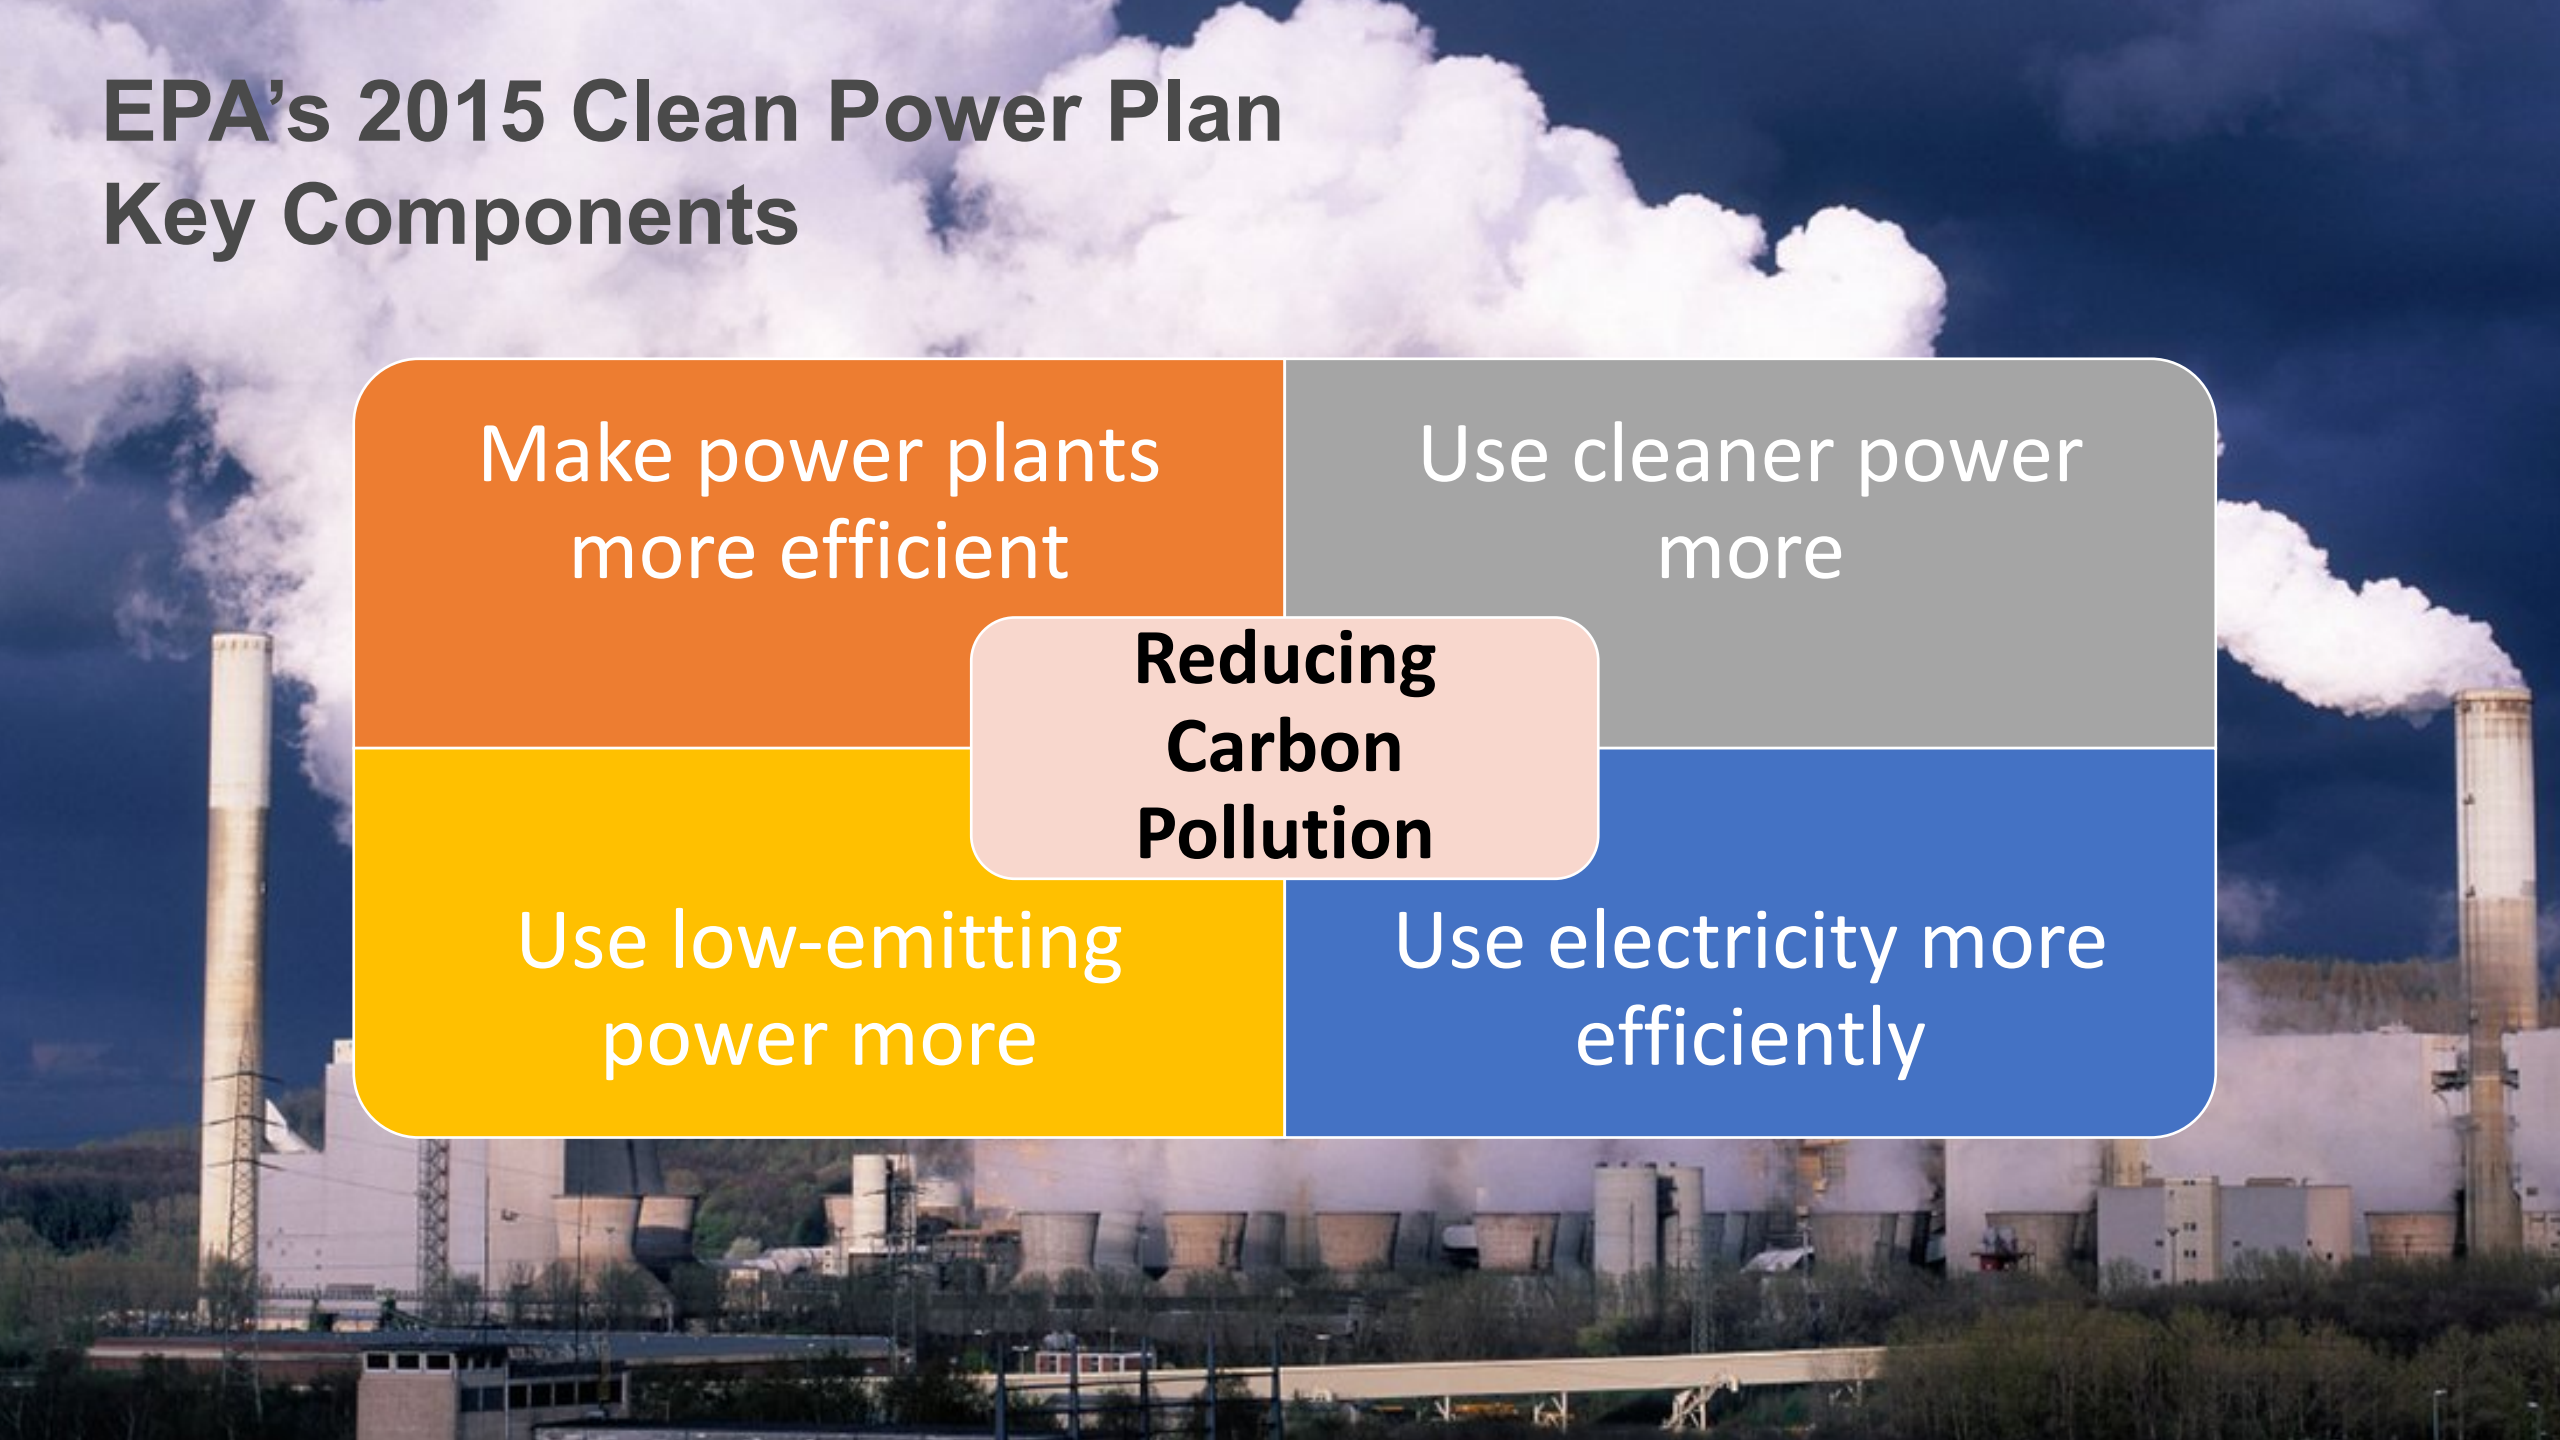 EPA’s 2015 Clean Power Plan
Key Components
Make power plants
more efficient
Use cleaner power
more
Reducing
Carbon
Pollution
Use low-emitting
power more
Use electricity more
efficiently